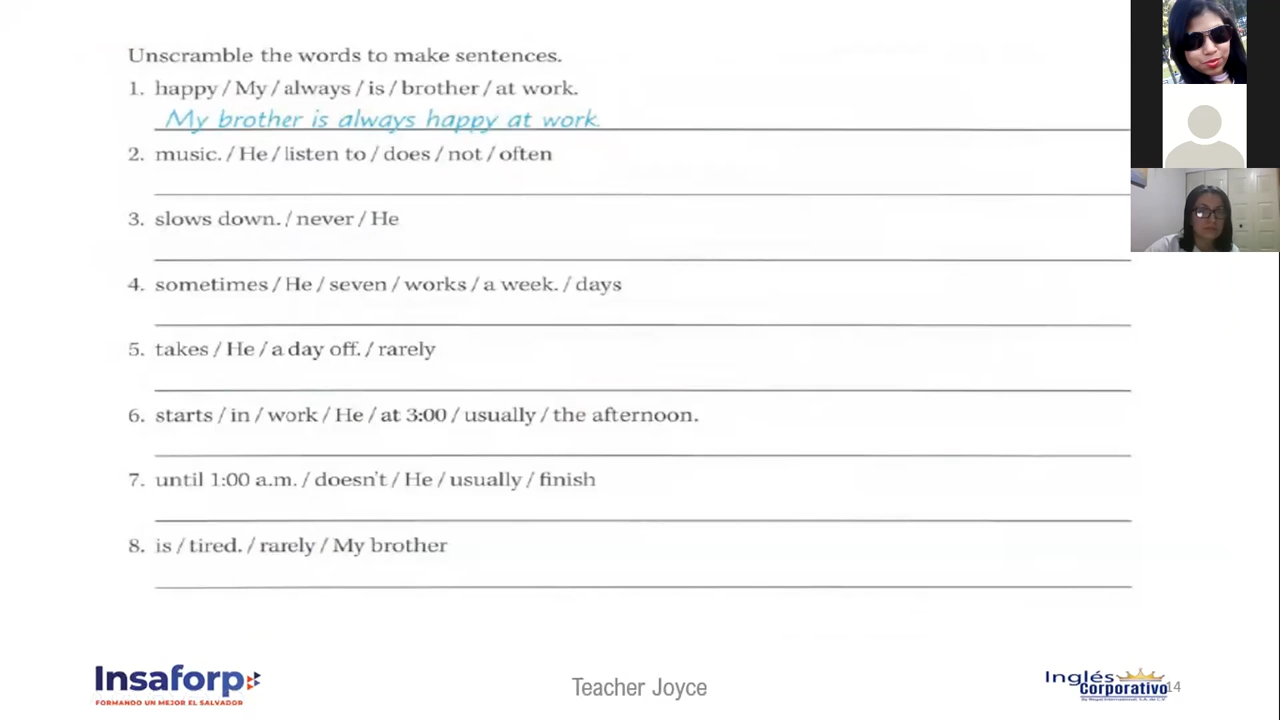 Unscramble the words to make sentences.
1. happy / My / always / is / brother / at work.
My brother is always happy at work.
2. music. / He / listen to / does / not / often
3. slows down. / never / He
4. sometimes / He / seven / works / a week. / days
5. takes / He / a day off. / rarely
6. starts / in / work / He / at 3:00 / usually / the afternoon.
7. until 1:00 a.m. / doesn't / He / usually / finish
8. is / tired. / rarely / My brother
Insaforp
FORMANDO UN MEJOR EL SALVADOR
Teacher Joyce
Inglés
Corporativo
14